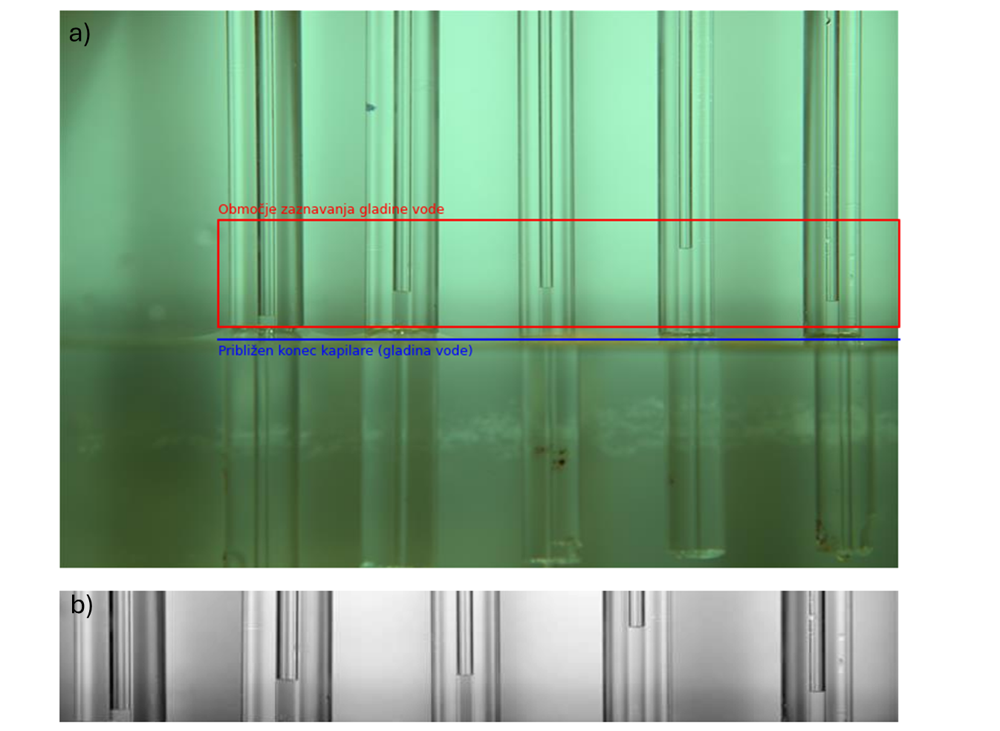 a)
Območje zaznavanja gladine vode
Približen konec kapilare (gladina vode)
b)